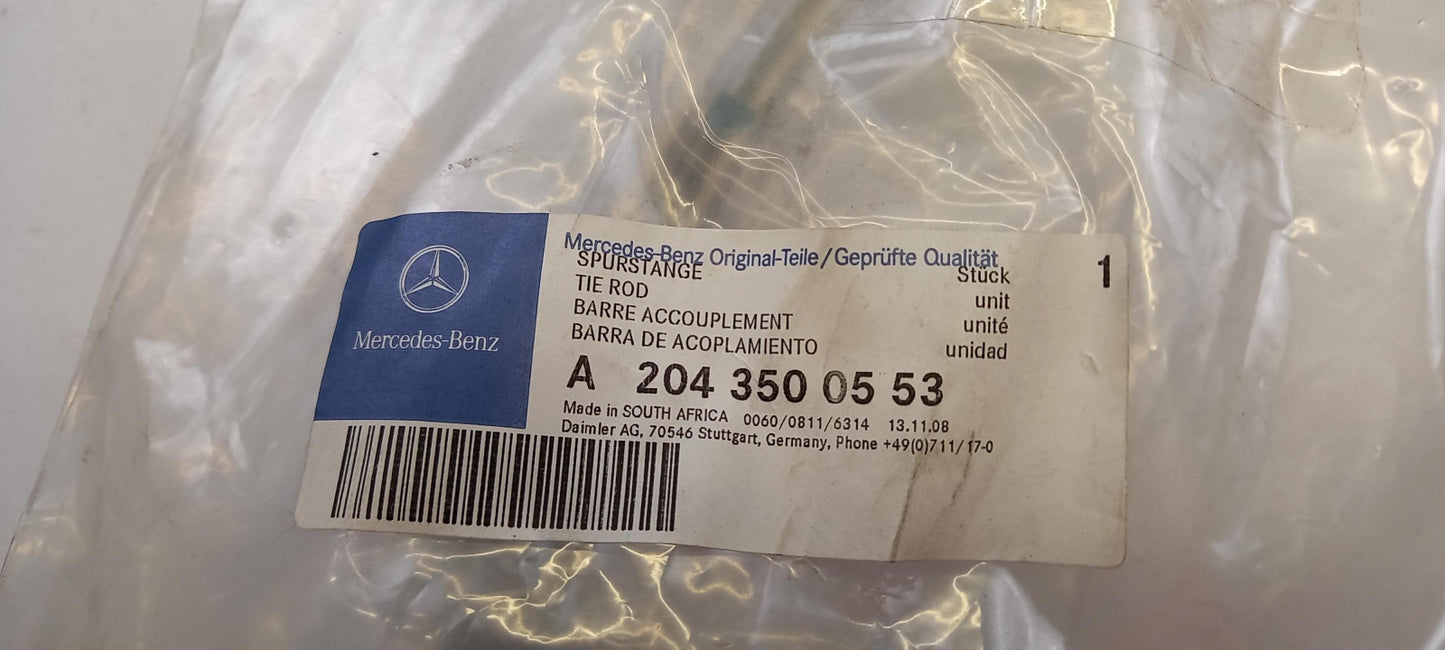 Mercedes-Benz
Mercedes-Benz Original-Teile/Geprüfte Qualität
SPURSTANGE Stück 1
TIE ROD unit
BARRE ACCOUPLEMENT unité
BARRA DE ACOPLAMIENTO unidad
A 204 350 05 53
Made in SOUTH AFRICA 0060/0811/6314 13.11.08
Daimler AG, 70546 Stuttgart, Germany, Phone +49(0)711/17-0